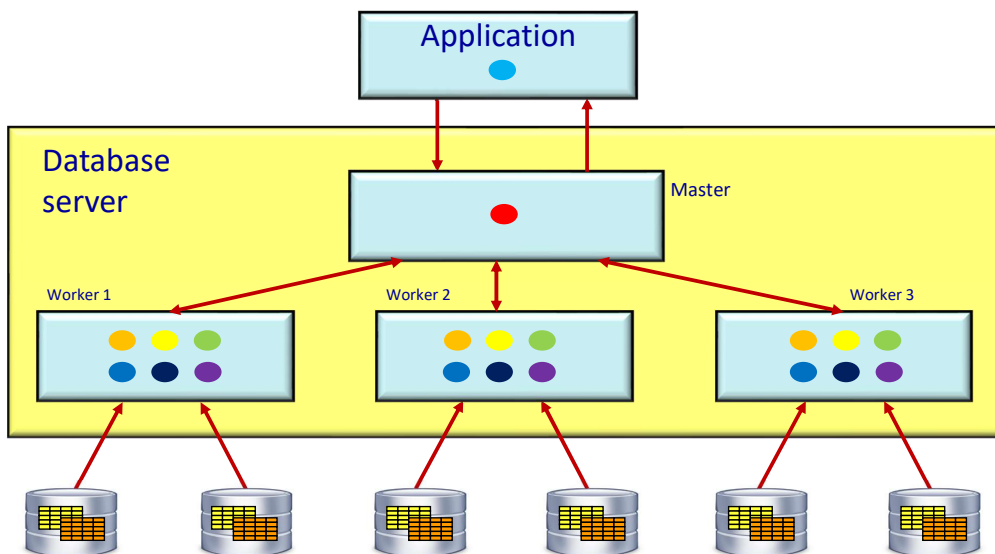 Application
Database
server
Master
Worker 1
Worker 2
Worker 3